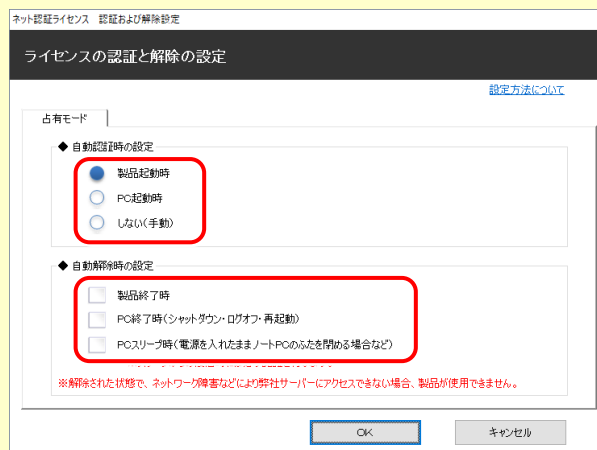 ネット認証ライセンス 認証および解除設定
ライセンスの認証と解除の設定
設定方法について
占有モード
◆ 自動認証時の設定
製品起動時
PC起動時
しない(手動)
◆ 自動解除時の設定
製品終了時
PC終了時(シャットダウン・ログオフ・再起動)
PCスリープ時(電源を入れたままノートPCのふたを閉める場合など)
※解除された状態で、ネットワーク障害などにより弊社サーバーにアクセスできない場合、製品が使用できません。
OK
キャンセル